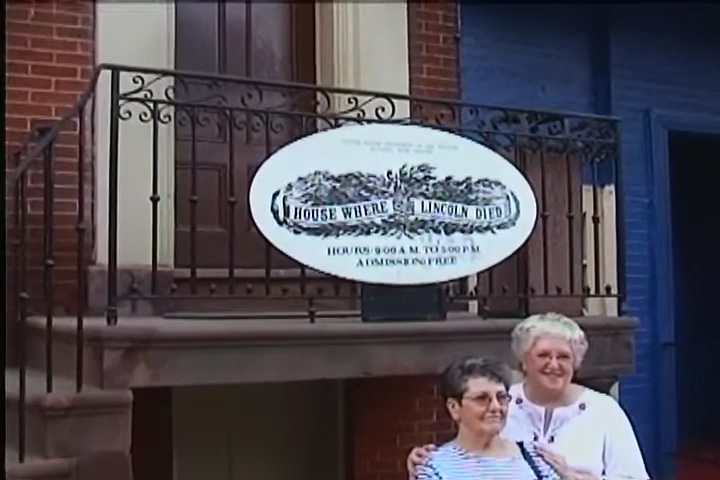 HOUSE WHERE LINCOLN DIED
HOURS: 9:00 A.M. TO 5:00 P.M.
ADMISSION FREE